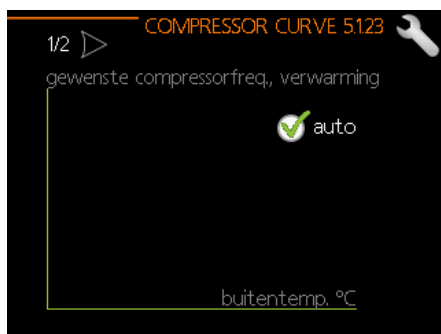 COMPRESSOR CURVE 5.1.23
1/2
gewenste compressorfreq., verwarming
auto
buitentemp. °C